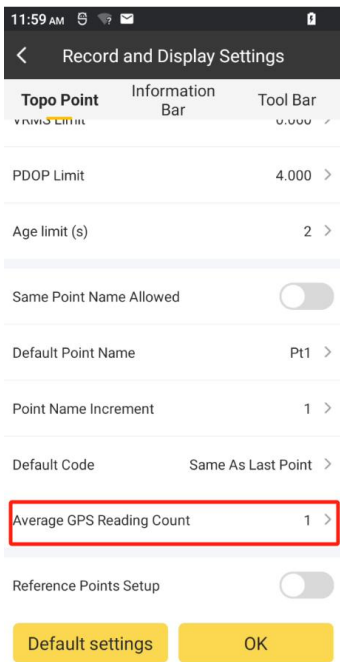 11:59 AM
Record and Display Settings
Topo Point
Information Bar
Tool Bar
VRMS Limit
PDOP Limit 4.000
Age limit (s) 2
Same Point Name Allowed
Default Point Name Pt1
Point Name Increment 1
Default Code Same As Last Point
Average GPS Reading Count 1
Reference Points Setup
Default settings OK